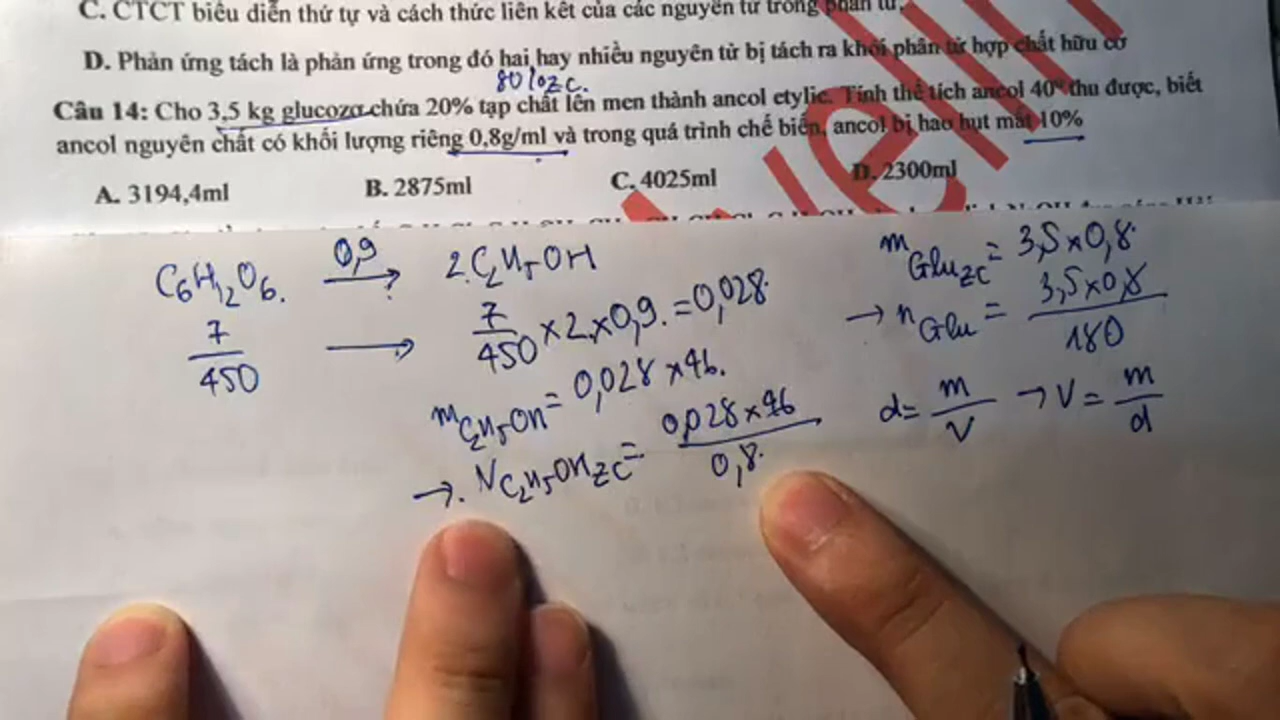 C. CTCT biểu diễn thứ tự và cách thức liên kết của các nguyên tử trong phân tử.
D. Phản ứng tách là phản ứng trong đó hai hay nhiều nguyên tử bị tách ra khỏi phân tử hợp chất hữu cơ
80%zc.
Câu 14: Cho 3,5 kg glucozơ chứa 20% tạp chất lên men thành ancol etylic. Tính thể tích ancol 40⁰ thu được, biết
ancol nguyên chất có khối lượng riêng 0,8g/ml và trong quá trình chế biến, ancol bị hao hụt mất 10%
A. 3194,4ml B. 2875ml C. 4025ml D. 2300ml
C₆H₁₂O₆. 0,9 → 2.C₂H₅OH
7/450 → 7/450 × 2 × 0,9. = 0,028.
mC₂H₅OH = 0,028 × 46.
→. VC₂H₅OHzc = 0,028 × 46 / 0,8.
mGluzc = 3,5 × 0,8.
→ nGlu = 3,5 × 0,8 / 180
d = m/V → V = m/d